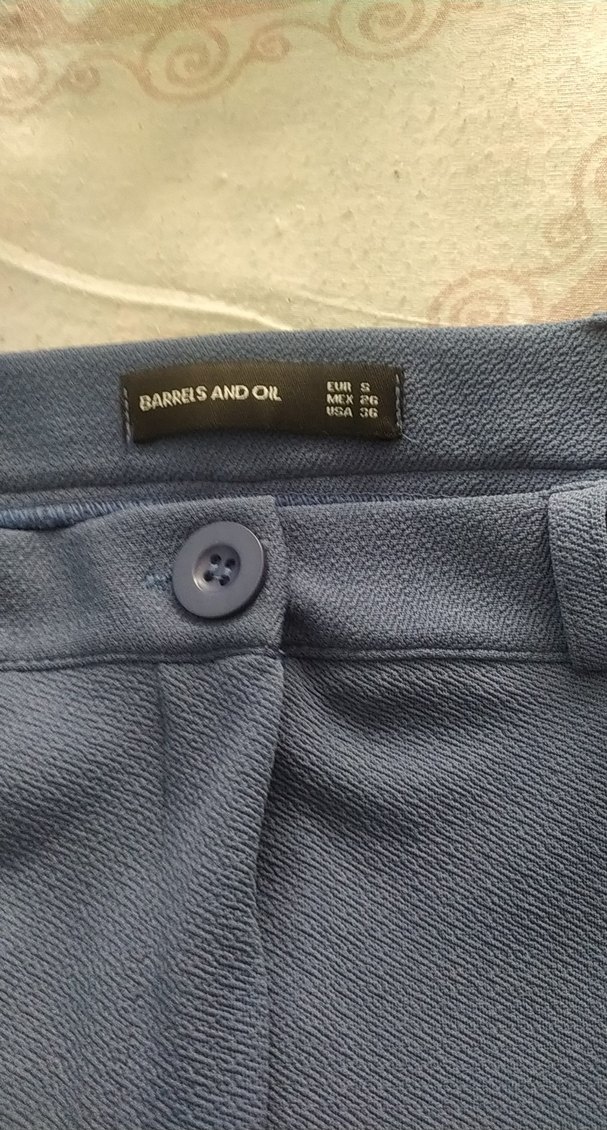 BARRELS AND OIL
EUR S
MEX 26
USA 36